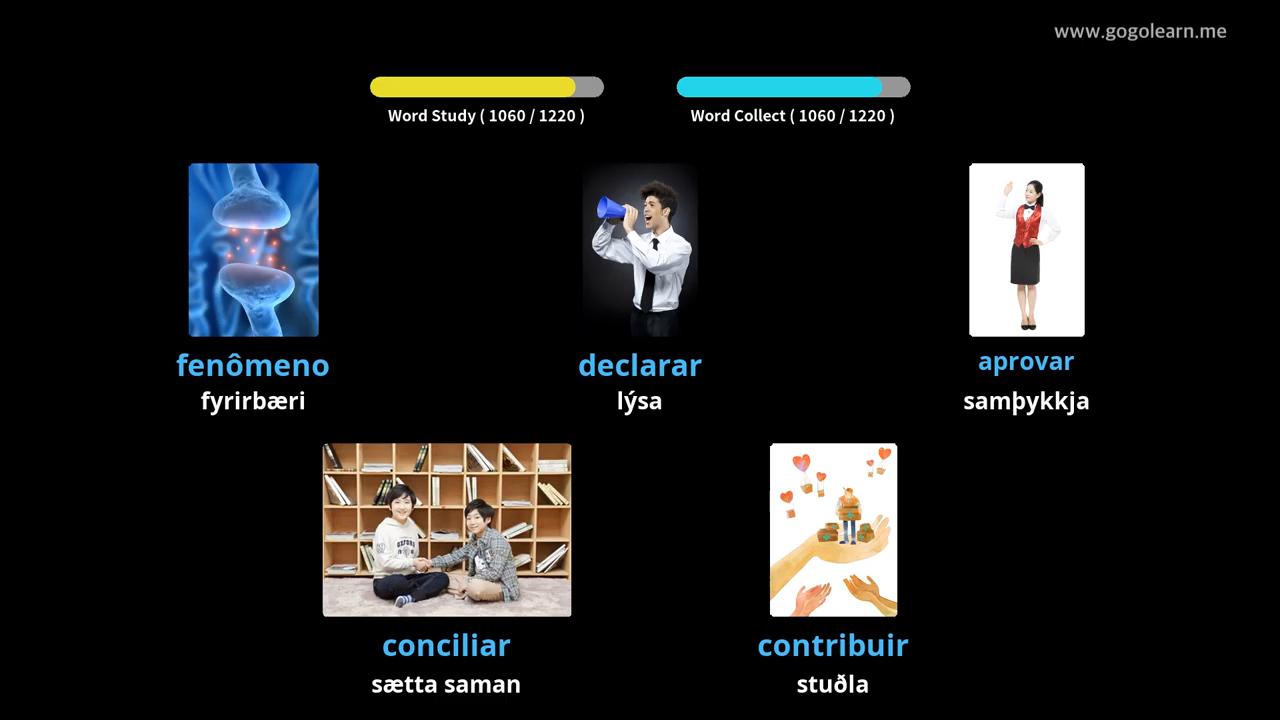 www.gogolearn.me
Word Study ( 1060 / 1220 )
Word Collect ( 1060 / 1220 )
fenômeno
fyrirbæri
declarar
lýsa
aprovar
samþykkja
conciliar
sætta saman
contribuir
stuðla